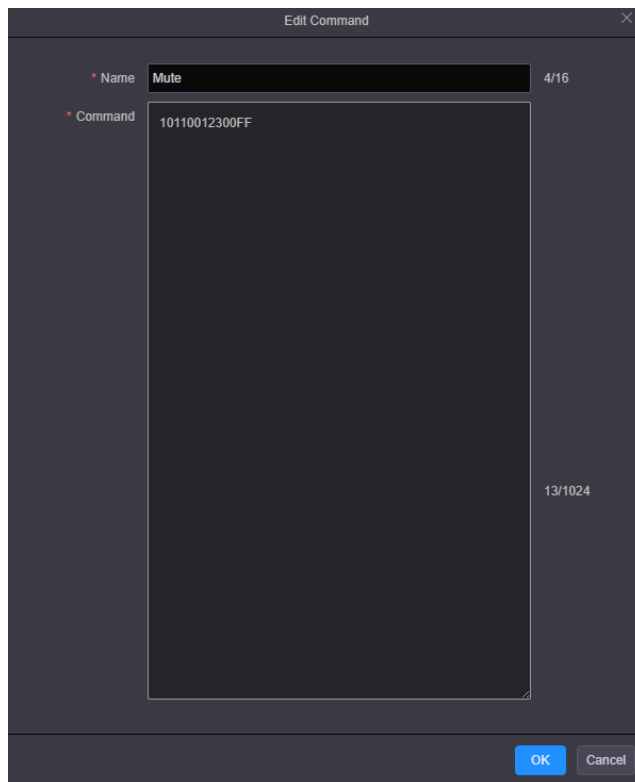 Edit Command
* Name Mute 4/16
* Command 10110012300FF
13/1024
OK Cancel